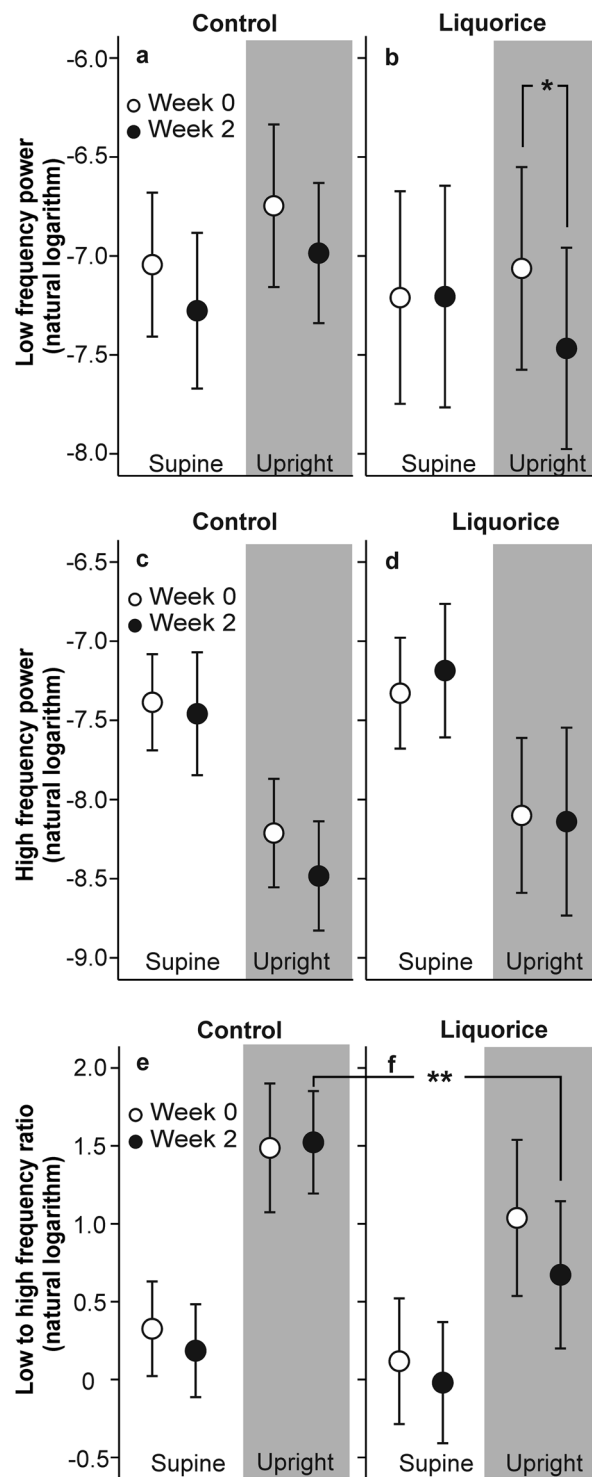 Control Liquorice
a b
Week 0
Week 2
*
Low frequency power
(natural logarithm)
-6.0
-6.5
-7.0
-7.5
-8.0
Supine Upright Supine Upright
Control Liquorice
c d
Week 0
Week 2
High frequency power
(natural logarithm)
-6.5
-7.0
-7.5
-8.0
-8.5
-9.0
Supine Upright Supine Upright
Control Liquorice
e f
**
Week 0
Week 2
Low to high frequency ratio
(natural logarithm)
2.0
1.5
1.0
0.5
0
-0.5
Supine Upright Supine Upright